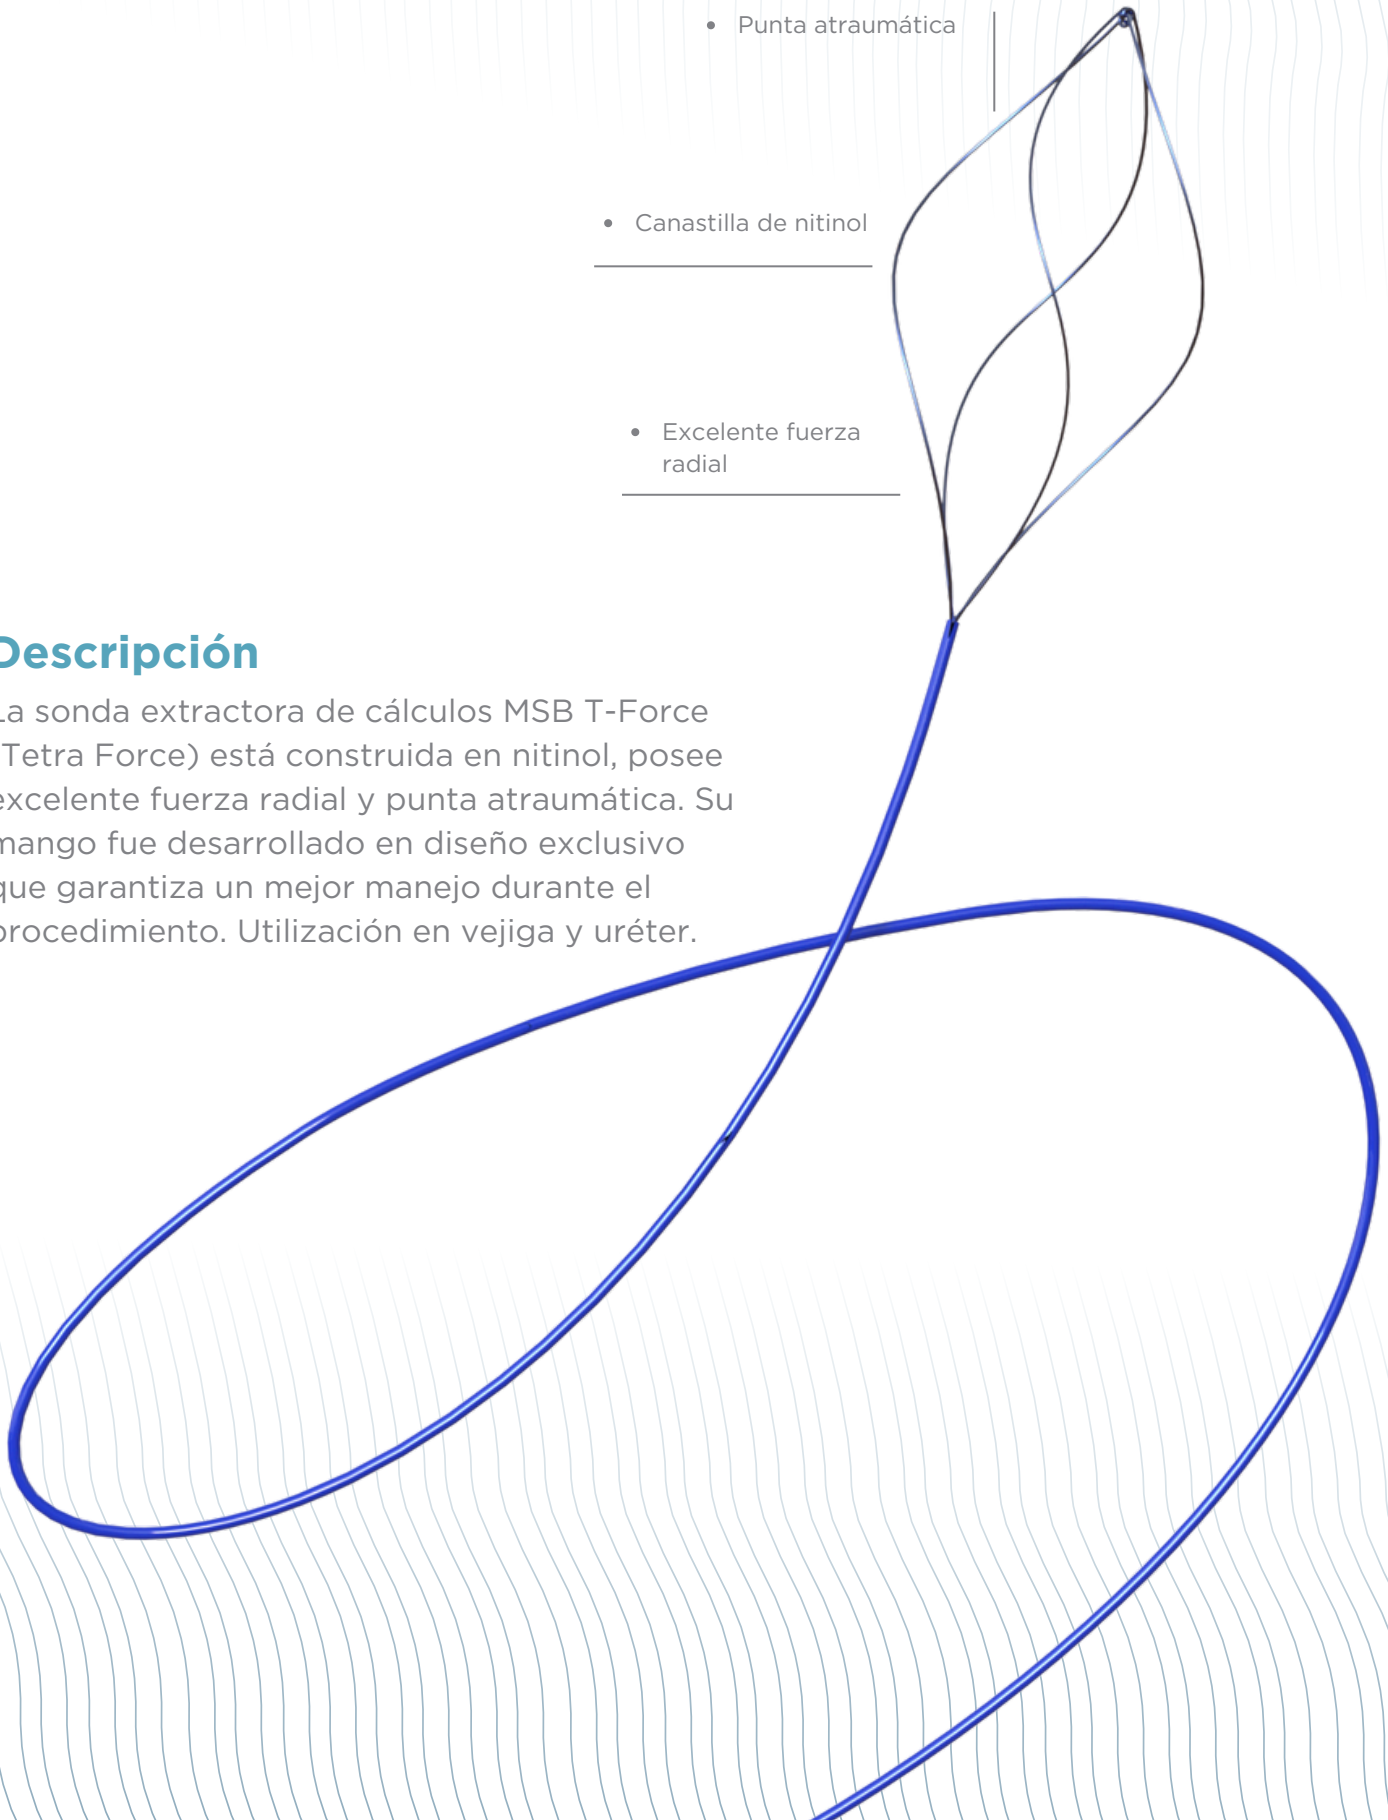 • Punta atraumática
• Canastilla de nitinol
• Excelente fuerza
radial
Descripción
La sonda extractora de cálculos MSB T-Force
(Tetra Force) está construida en nitinol, posee
excelente fuerza radial y punta atraumática. Su
mango fue desarrollado en diseño exclusivo
que garantiza un mejor manejo durante el
procedimiento. Utilización en vejiga y uréter.